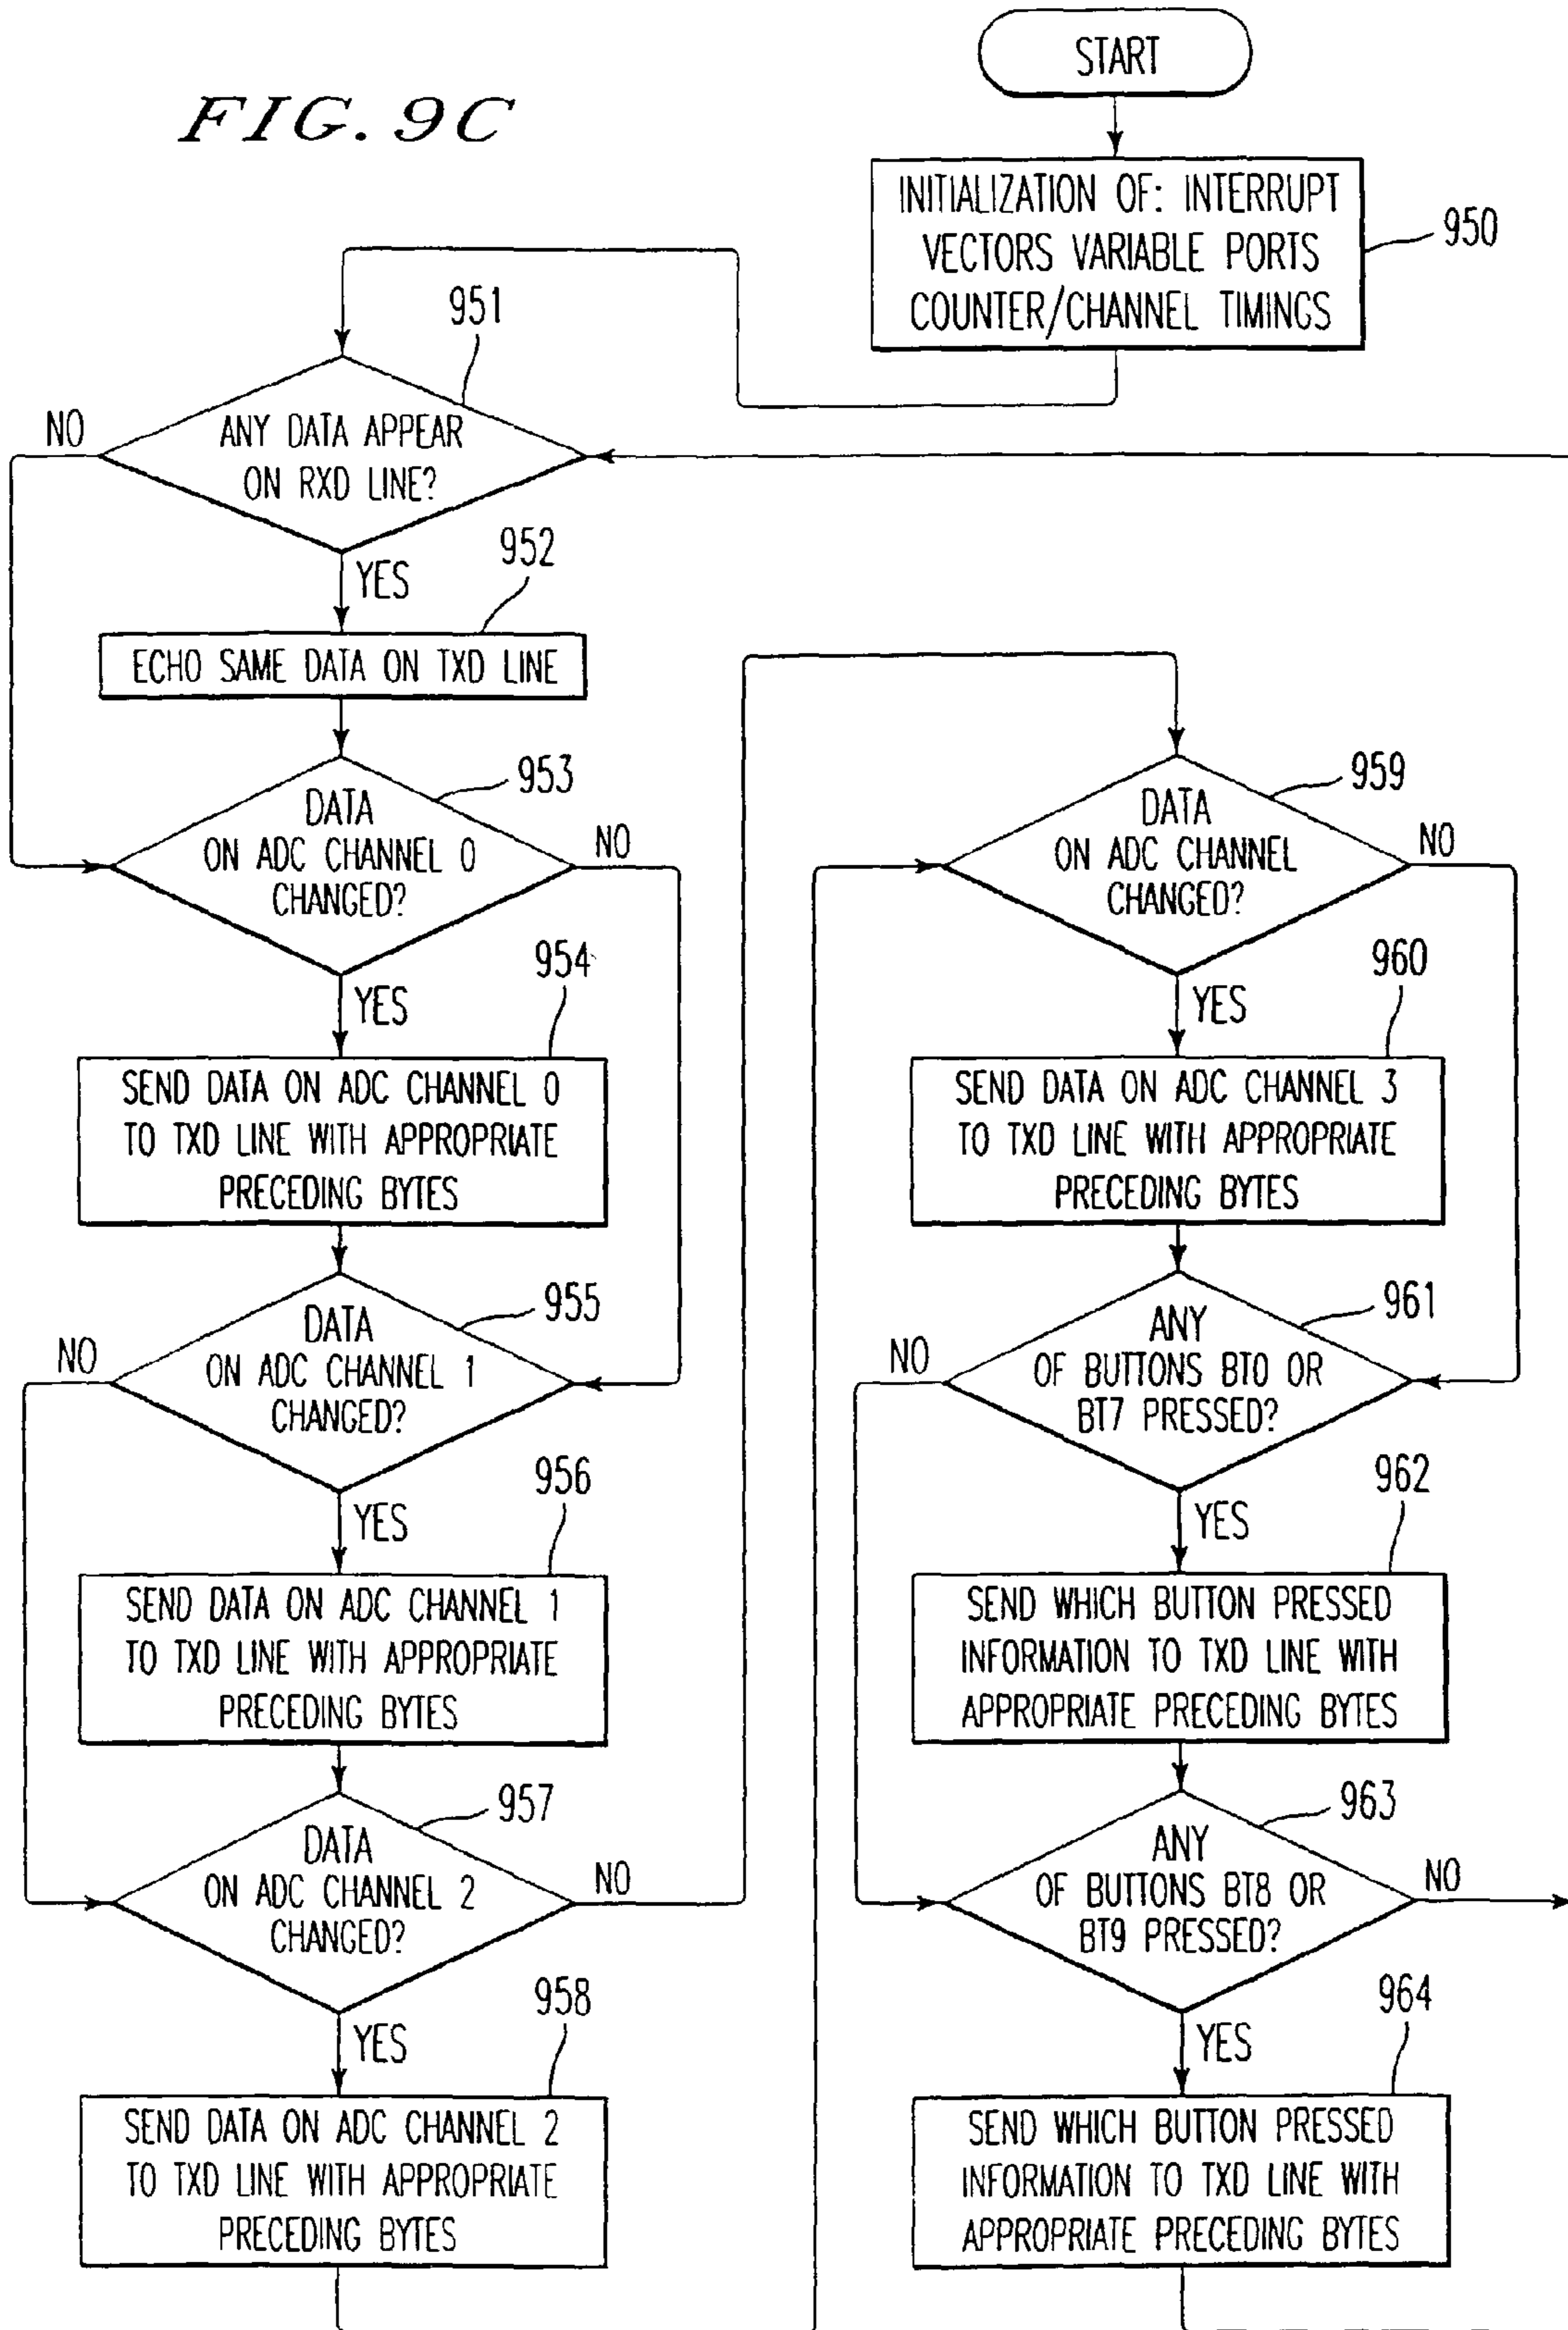 FIG. 9C
START
INITIALIZATION OF: INTERRUPT
VECTORS VARIABLE PORTS
COUNTER/CHANNEL TIMINGS
950
951
ANY DATA APPEAR
ON RXD LINE?
NO
YES
952
ECHO SAME DATA ON TXD LINE
953
DATA
ON ADC CHANNEL 0
CHANGED?
NO
YES
954
SEND DATA ON ADC CHANNEL 0
TO TXD LINE WITH APPROPRIATE
PRECEDING BYTES
955
DATA
ON ADC CHANNEL 1
CHANGED?
NO
YES
956
SEND DATA ON ADC CHANNEL 1
TO TXD LINE WITH APPROPRIATE
PRECEDING BYTES
957
DATA
ON ADC CHANNEL 2
CHANGED?
NO
YES
958
SEND DATA ON ADC CHANNEL 2
TO TXD LINE WITH APPROPRIATE
PRECEDING BYTES
959
DATA
ON ADC CHANNEL
CHANGED?
NO
YES
960
SEND DATA ON ADC CHANNEL 3
TO TXD LINE WITH APPROPRIATE
PRECEDING BYTES
961
ANY
OF BUTTONS BT0 OR
BT7 PRESSED?
NO
YES
962
SEND WHICH BUTTON PRESSED
INFORMATION TO TXD LINE WITH
APPROPRIATE PRECEDING BYTES
963
ANY
OF BUTTONS BT8 OR
BT9 PRESSED?
NO
YES
964
SEND WHICH BUTTON PRESSED
INFORMATION TO TXD LINE WITH
APPROPRIATE PRECEDING BYTES